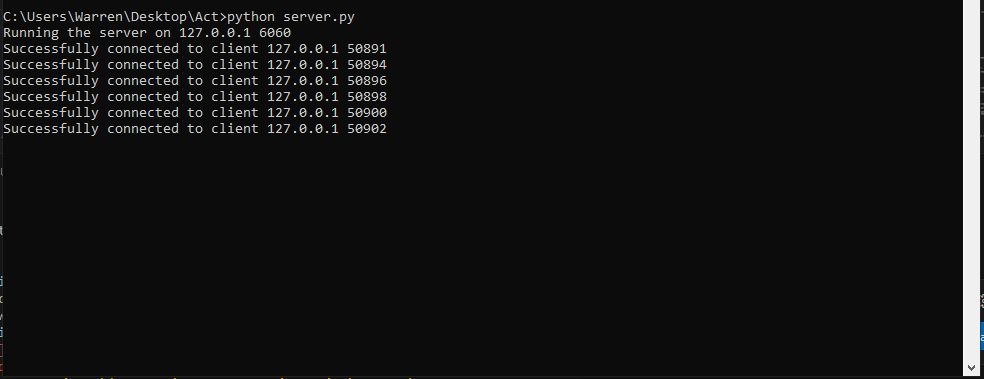 C:\Users\Warren\Desktop\Act>python server.py
Running the server on 127.0.0.1 6060
Successfully connected to client 127.0.0.1 50891
Successfully connected to client 127.0.0.1 50894
Successfully connected to client 127.0.0.1 50896
Successfully connected to client 127.0.0.1 50898
Successfully connected to client 127.0.0.1 50900
Successfully connected to client 127.0.0.1 50902